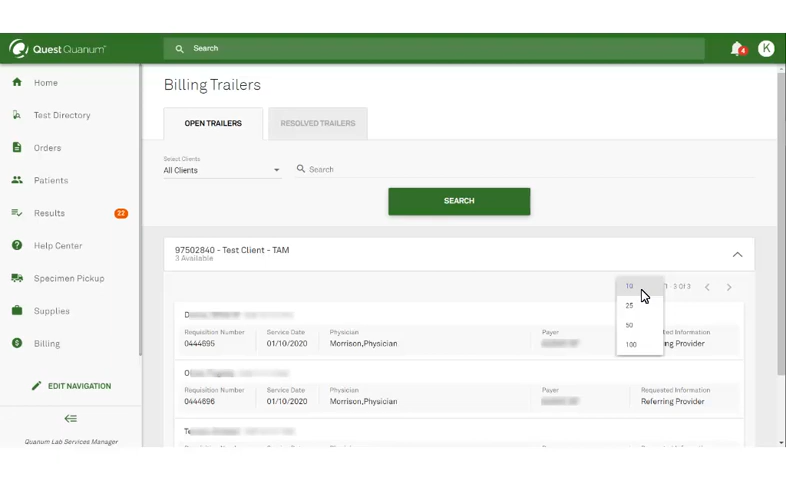 Quest Quanum™
Search
4
K
Home
Test Directory
Orders
Patients
Results
22
Help Center
Specimen Pickup
Supplies
Billing
EDIT NAVIGATION
Quanum Lab Services Manager
Billing Trailers
OPEN TRAILERS
RESOLVED TRAILERS
Select Clients
All Clients
Search
SEARCH
97502840 - Test Client - TAM
3 Available
10
25
50
100
1 - 3 of 3
Requisition Number
Service Date
Physician
Payer
Requested Information
0444695
01/10/2020
Morrison,Physician
Provider
Requisition Number
Service Date
Physician
Payer
Requested Information
0444696
01/10/2020
Morrison,Physician
Referring Provider